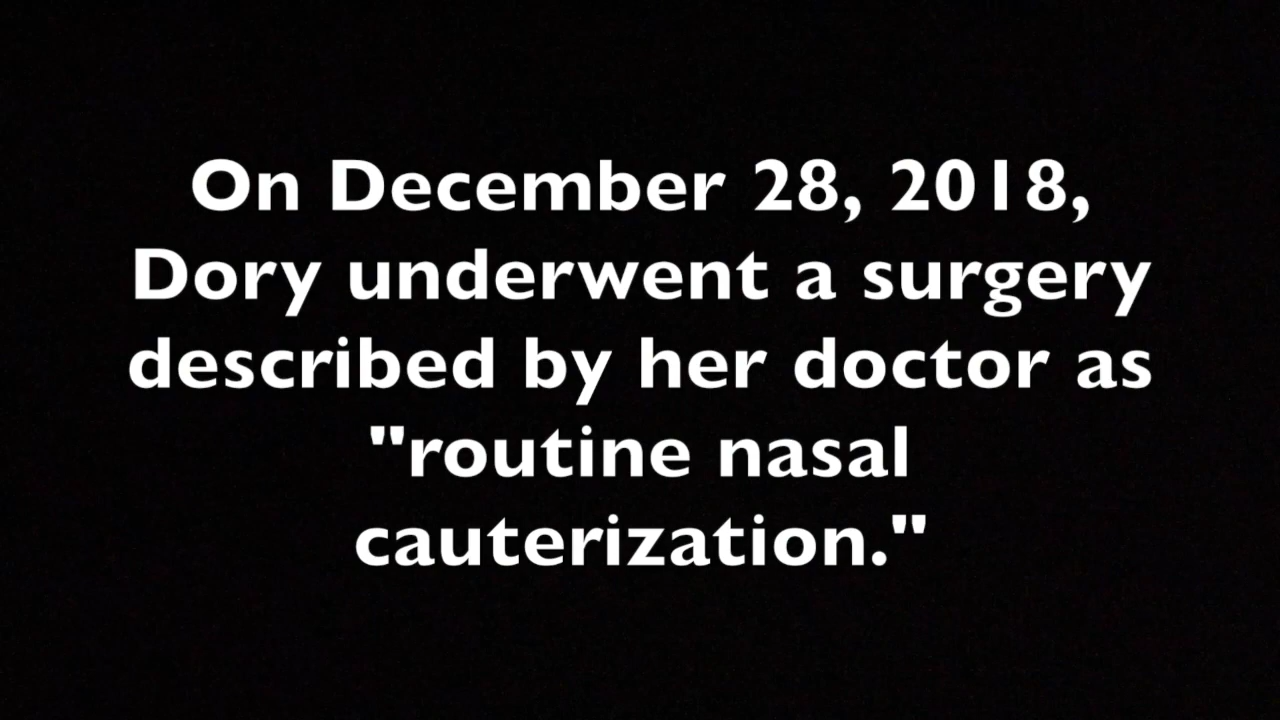 On December 28, 2018,
Dory underwent a surgery
described by her doctor as
"routine nasal
cauterization."